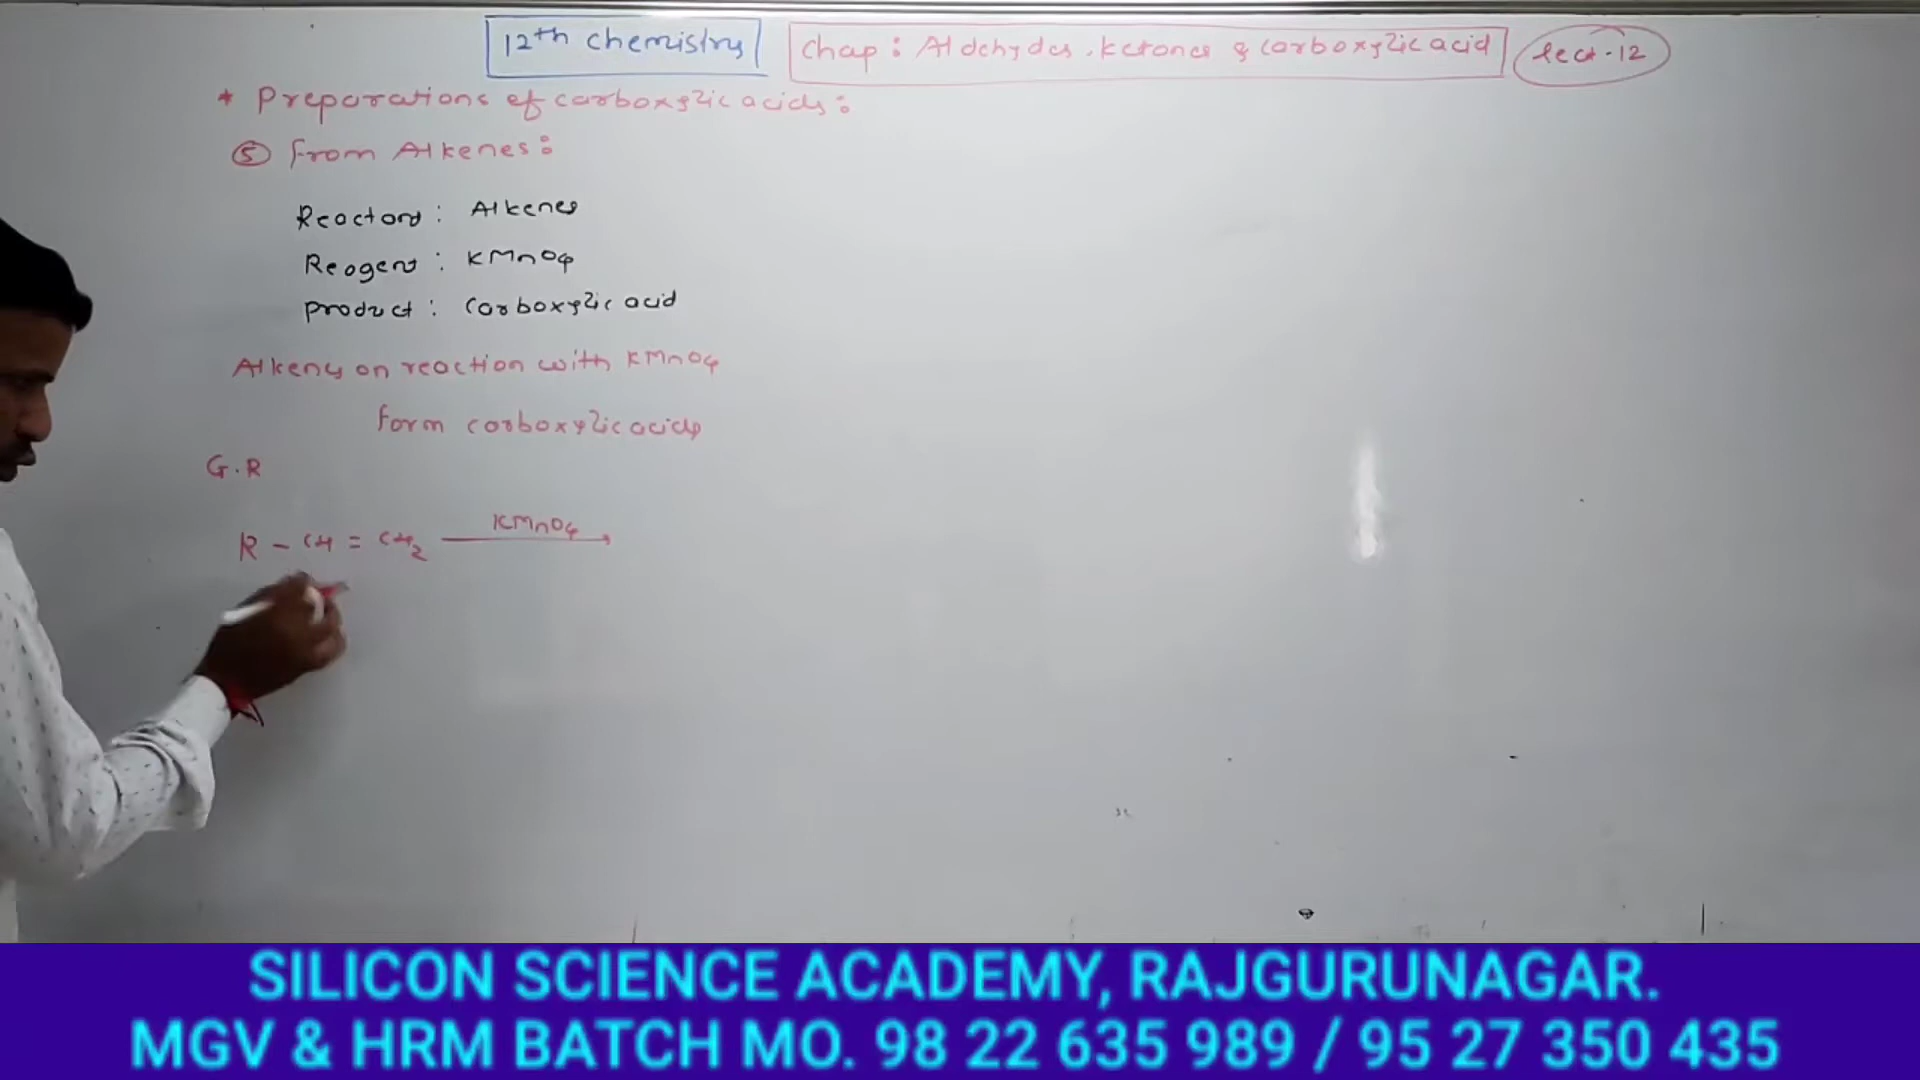 12th chemistry
Chap: Aldehydes, ketones & carboxylic acid
Lect-12
* Preparations of carboxylic acids:
⑤ From Alkenes:
Reactant: Alkenes
Reagent: KMnO4
Product: Carboxylic acid
Alkenes on reaction with KMnO4
form carboxylic acids
G.R
KMnO4
R - CH = CH2 →
SILICON SCIENCE ACADEMY, RAJGURUNAGAR.
MGV & HRM BATCH MO. 98 22 635 989 / 95 27 350 435